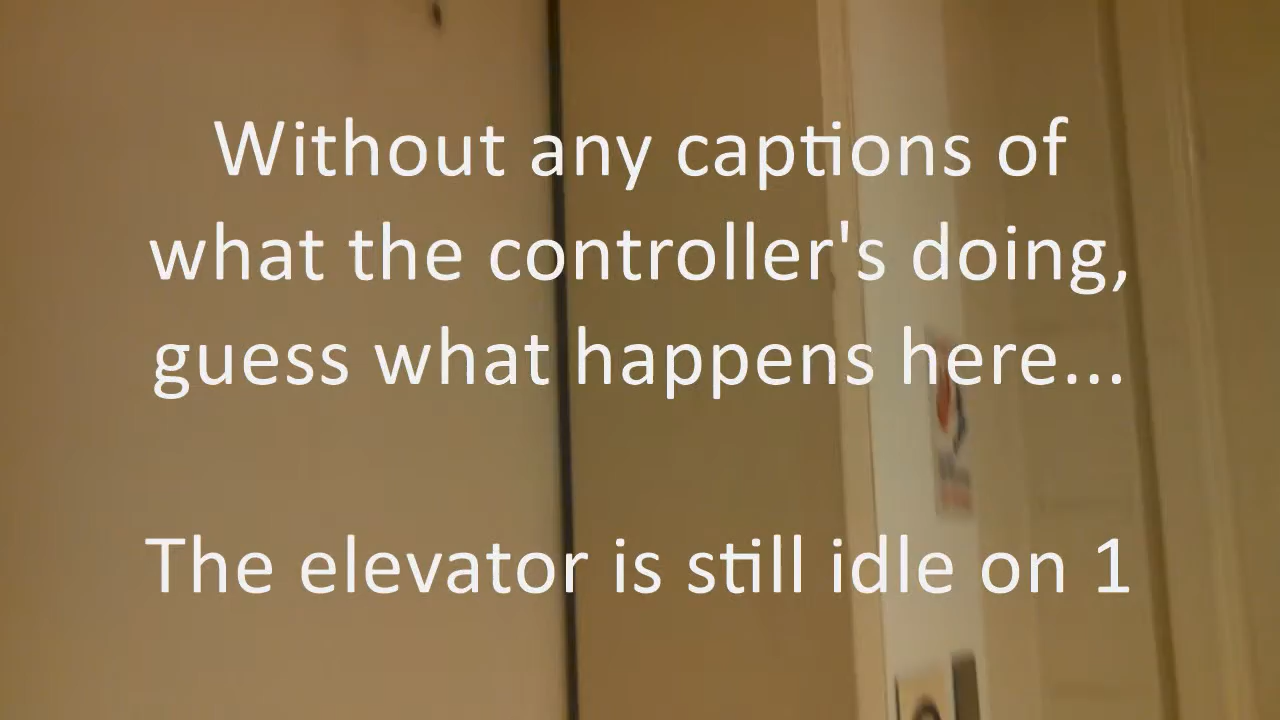 Without any captions of
what the controller's doing,
guess what happens here...
The elevator is still idle on 1